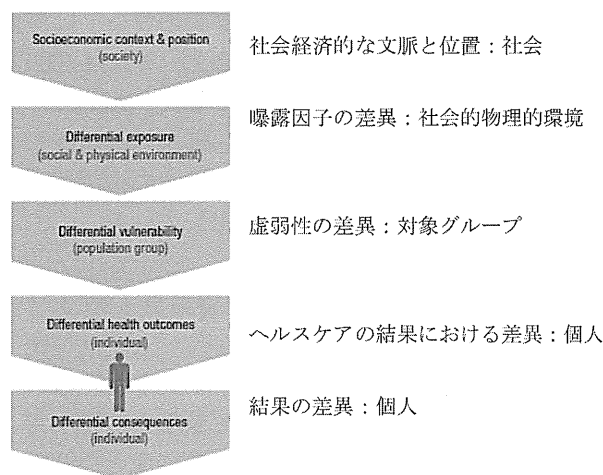 Socioeconomic context & position
(society)
社会経済的な文脈と位置：社会
Differential exposure
(social & physical environment)
曝露因子の差異：社会的物理的環境
Differential vulnerability
(population group)
虚弱性の差異：対象グループ
Differential health outcomes
(individual)
ヘルスケアの結果における差異：個人
Differential consequences
(individual)
結果の差異：個人